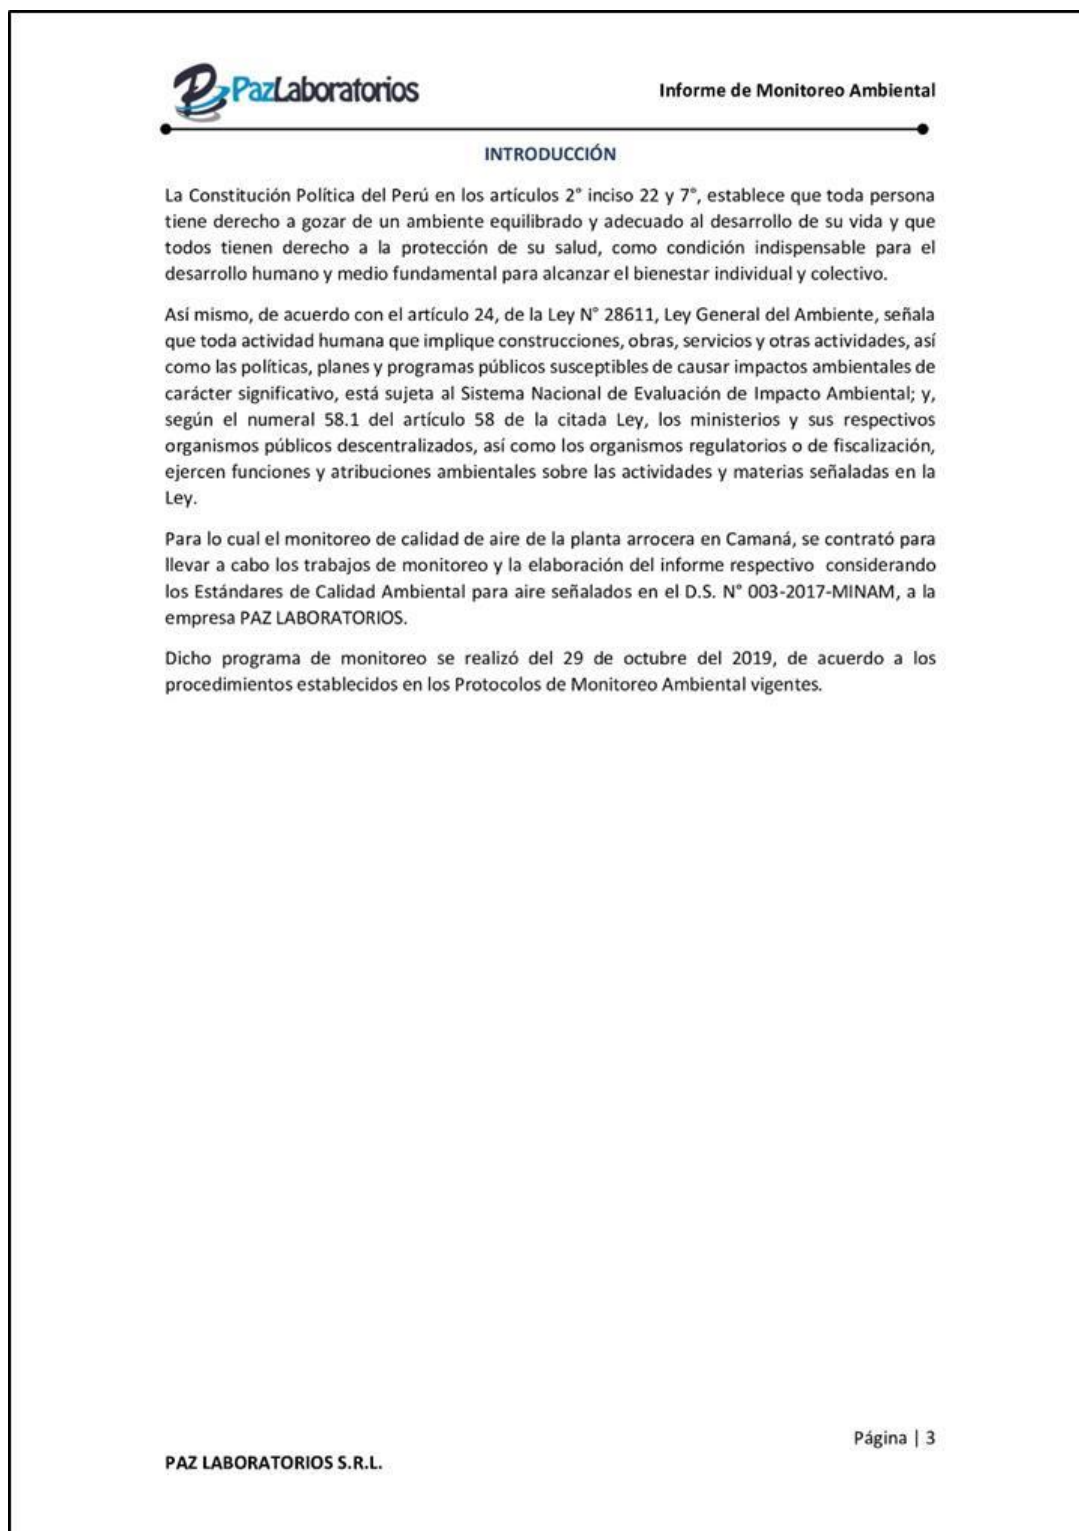 PazLaboratorios
Informe de Monitoreo Ambiental
INTRODUCCIÓN
La Constitución Política del Perú en los artículos 2° inciso 22 y 7°, establece que toda persona
tiene derecho a gozar de un ambiente equilibrado y adecuado al desarrollo de su vida y que
todos tienen derecho a la protección de su salud, como condición indispensable para el
desarrollo humano y medio fundamental para alcanzar el bienestar individual y colectivo.
Así mismo, de acuerdo con el artículo 24, de la Ley N° 28611, Ley General del Ambiente, señala
que toda actividad humana que implique construcciones, obras, servicios y otras actividades, así
como las políticas, planes y programas públicos susceptibles de causar impactos ambientales de
carácter significativo, está sujeta al Sistema Nacional de Evaluación de Impacto Ambiental; y,
según el numeral 58.1 del artículo 58 de la citada Ley, los ministerios y sus respectivos
organismos públicos descentralizados, así como los organismos regulatorios o de fiscalización,
ejercen funciones y atribuciones ambientales sobre las actividades y materias señaladas en la
Ley.
Para lo cual el monitoreo de calidad de aire de la planta arrocera en Camaná, se contrató para
llevar a cabo los trabajos de monitoreo y la elaboración del informe respectivo considerando
los Estándares de Calidad Ambiental para aire señalados en el D.S. N° 003-2017-MINAM, a la
empresa PAZ LABORATORIOS.
Dicho programa de monitoreo se realizó del 29 de octubre del 2019, de acuerdo a los
procedimientos establecidos en los Protocolos de Monitoreo Ambiental vigentes.
Página | 3
PAZ LABORATORIOS S.R.L.